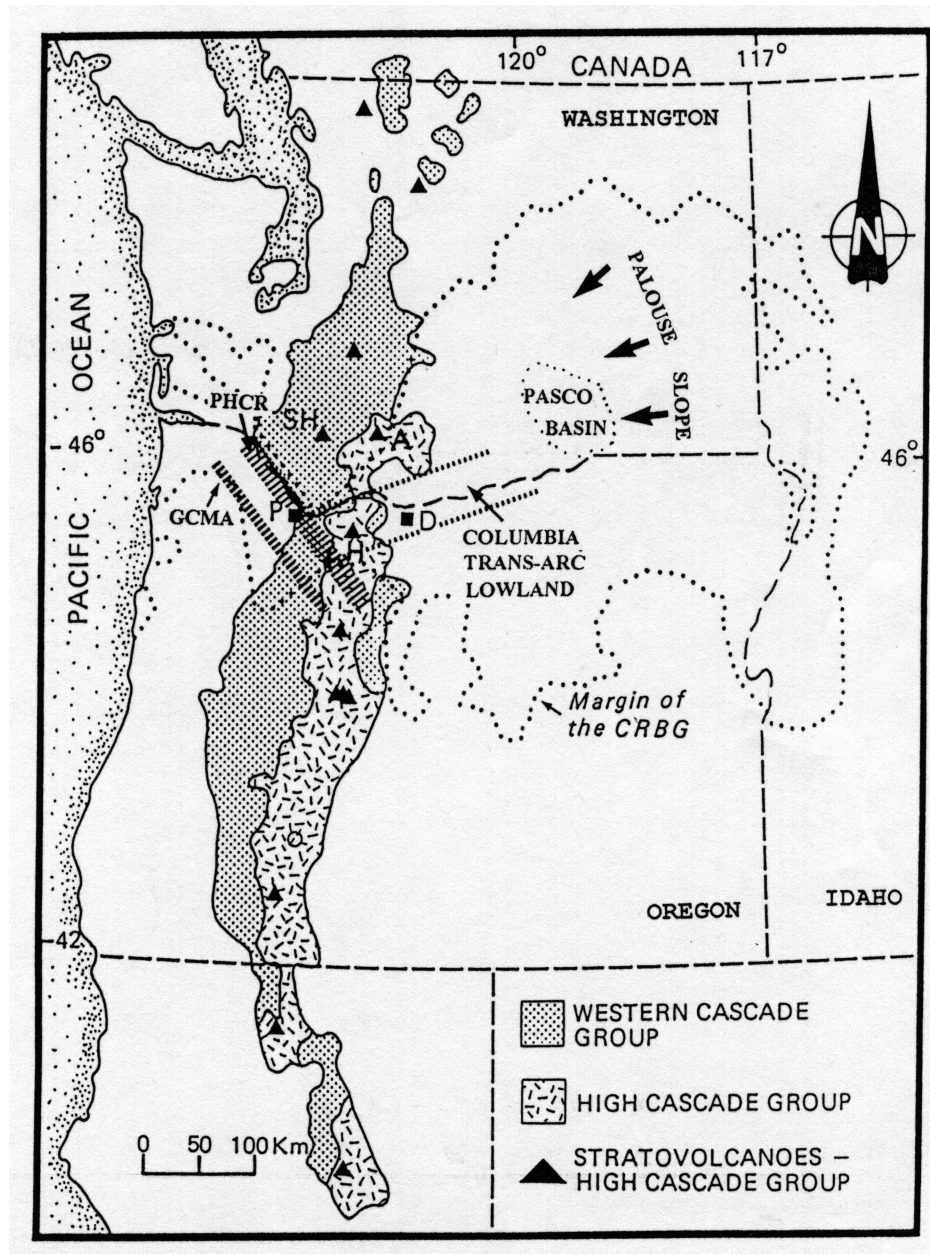 120°
117°
CANADA
WASHINGTON
N
PALOUSE
SLOPE
PACIFIC OCEAN
PASCO
BASIN
PHCR
SH
A
46°
46°
GCMA
P
D
H
COLUMBIA
TRANS-ARC
LOWLAND
Margin of
the CRBG
OREGON
IDAHO
42
WESTERN CASCADE
GROUP
HIGH CASCADE GROUP
0 50 100 Km
STRATOVOLCANOES –
HIGH CASCADE GROUP